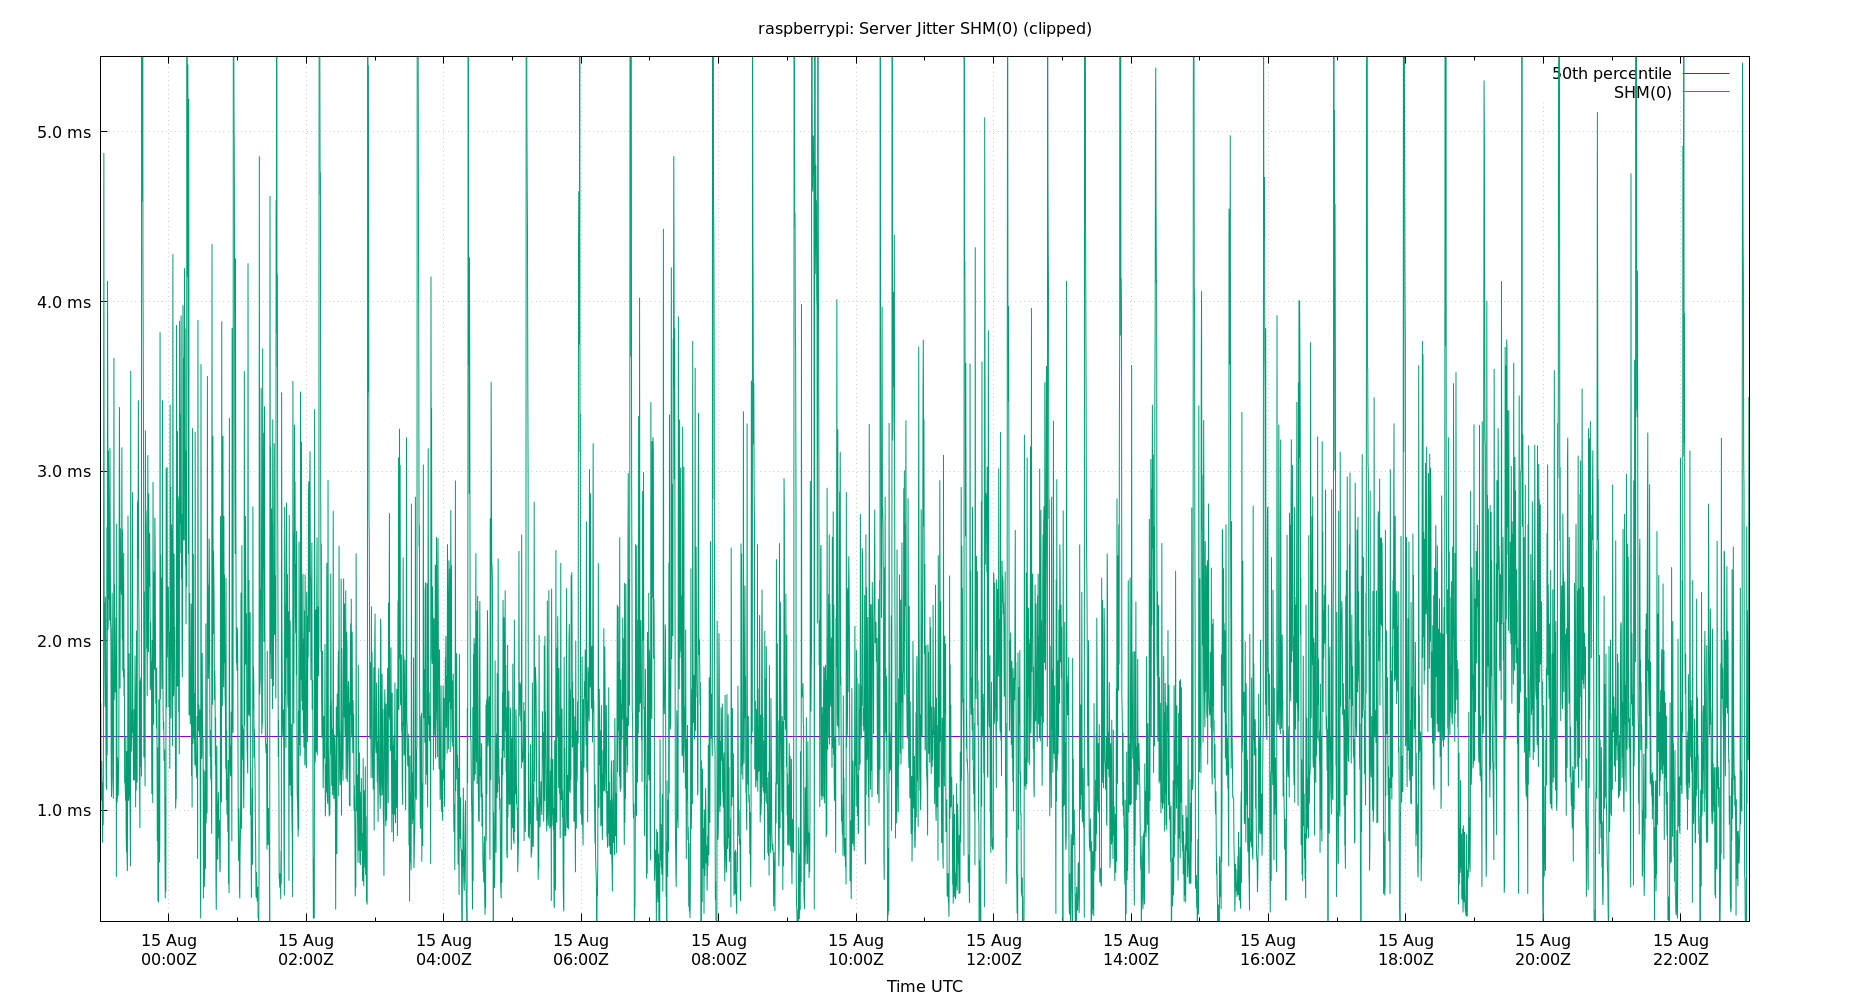 raspberrypi: Server Jitter SHM(0) (clipped)
50th percentile
SHM(0)
5.0 ms
4.0 ms
3.0 ms
2.0 ms
1.0 ms
15 Aug 15 Aug 15 Aug 15 Aug 15 Aug 15 Aug 15 Aug 15 Aug 15 Aug 15 Aug 15 Aug 15 Aug
00:00Z 02:00Z 04:00Z 06:00Z 08:00Z 10:00Z 12:00Z 14:00Z 16:00Z 18:00Z 20:00Z 22:00Z
Time UTC